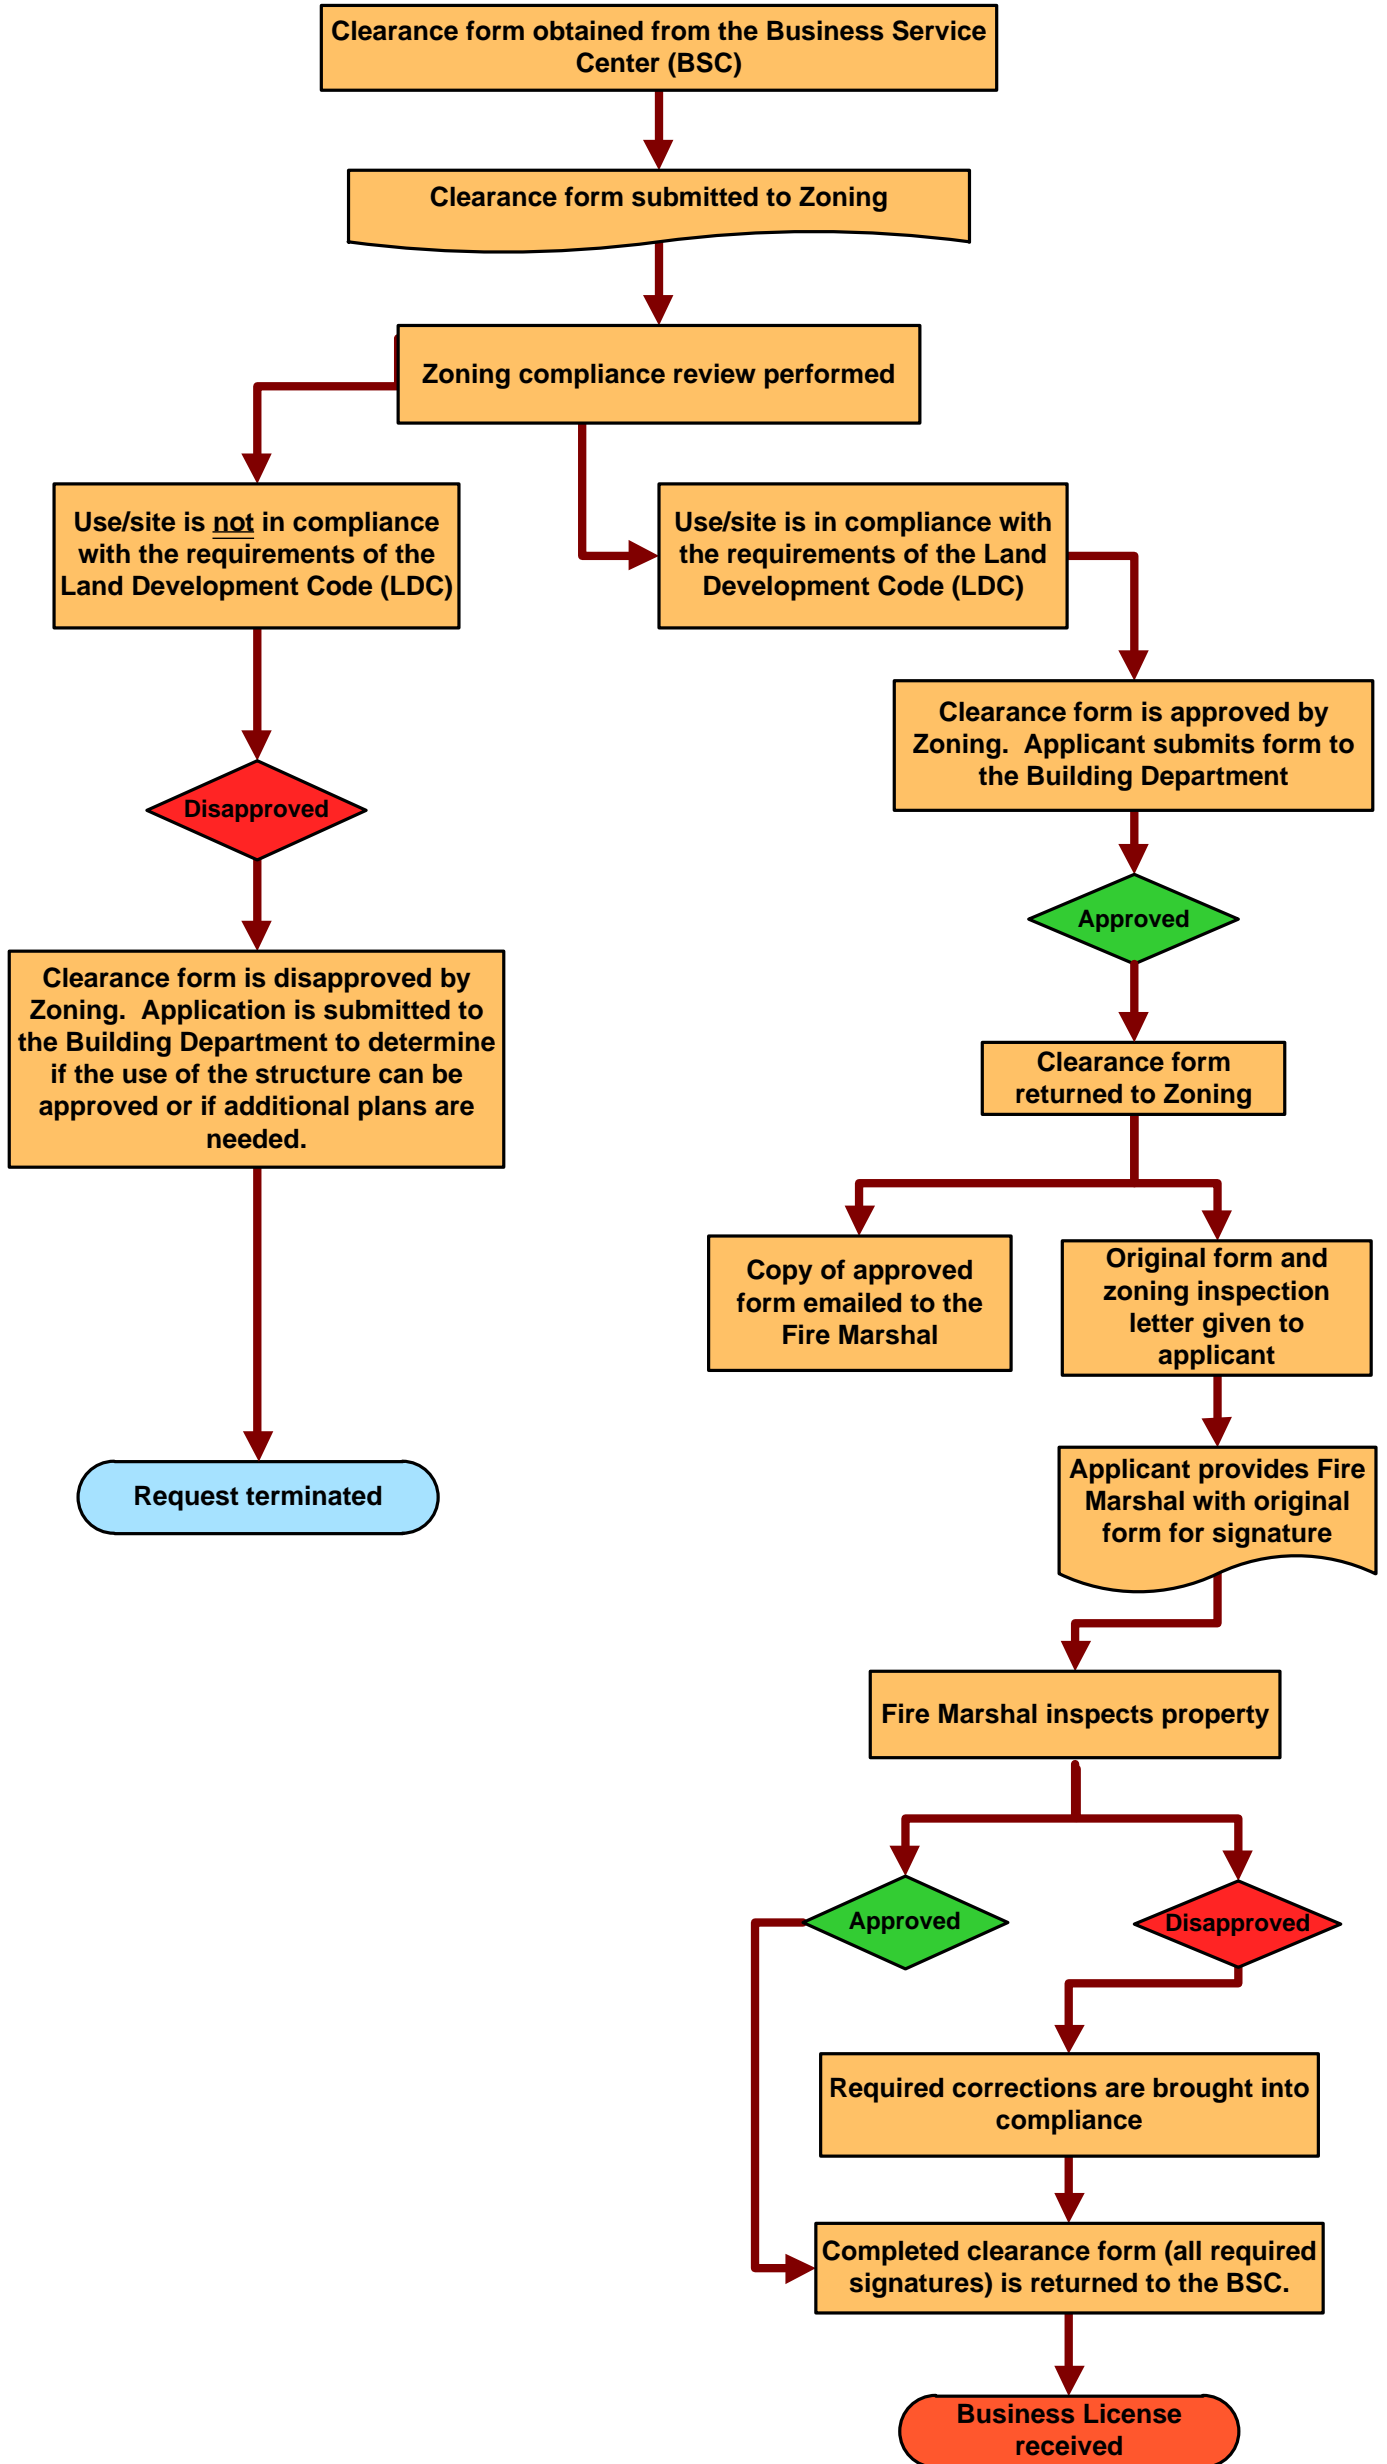 Clearance form obtained from the Business Service
Center (BSC)
Clearance form submitted to Zoning
Zoning compliance review performed
Use/site is not in compliance
with the requirements of the
Land Development Code (LDC)
Use/site is in compliance with
the requirements of the Land
Development Code (LDC)
Clearance form is approved by
Zoning.  Applicant submits form to
the Building Department
Disapproved
Approved
Clearance form is disapproved by
Zoning.  Application is submitted to
the Building Department to determine
if the use of the structure can be
approved or if additional plans are
needed.
Clearance form
returned to Zoning
Copy of approved
form emailed to the
Fire Marshal
Original form and
zoning inspection
letter given to
applicant
Request terminated
Applicant provides Fire
Marshal with original
form for signature
Fire Marshal inspects property
Approved
Disapproved
Required corrections are brought into
compliance
Completed clearance form (all required
signatures) is returned to the BSC.
Business License
received